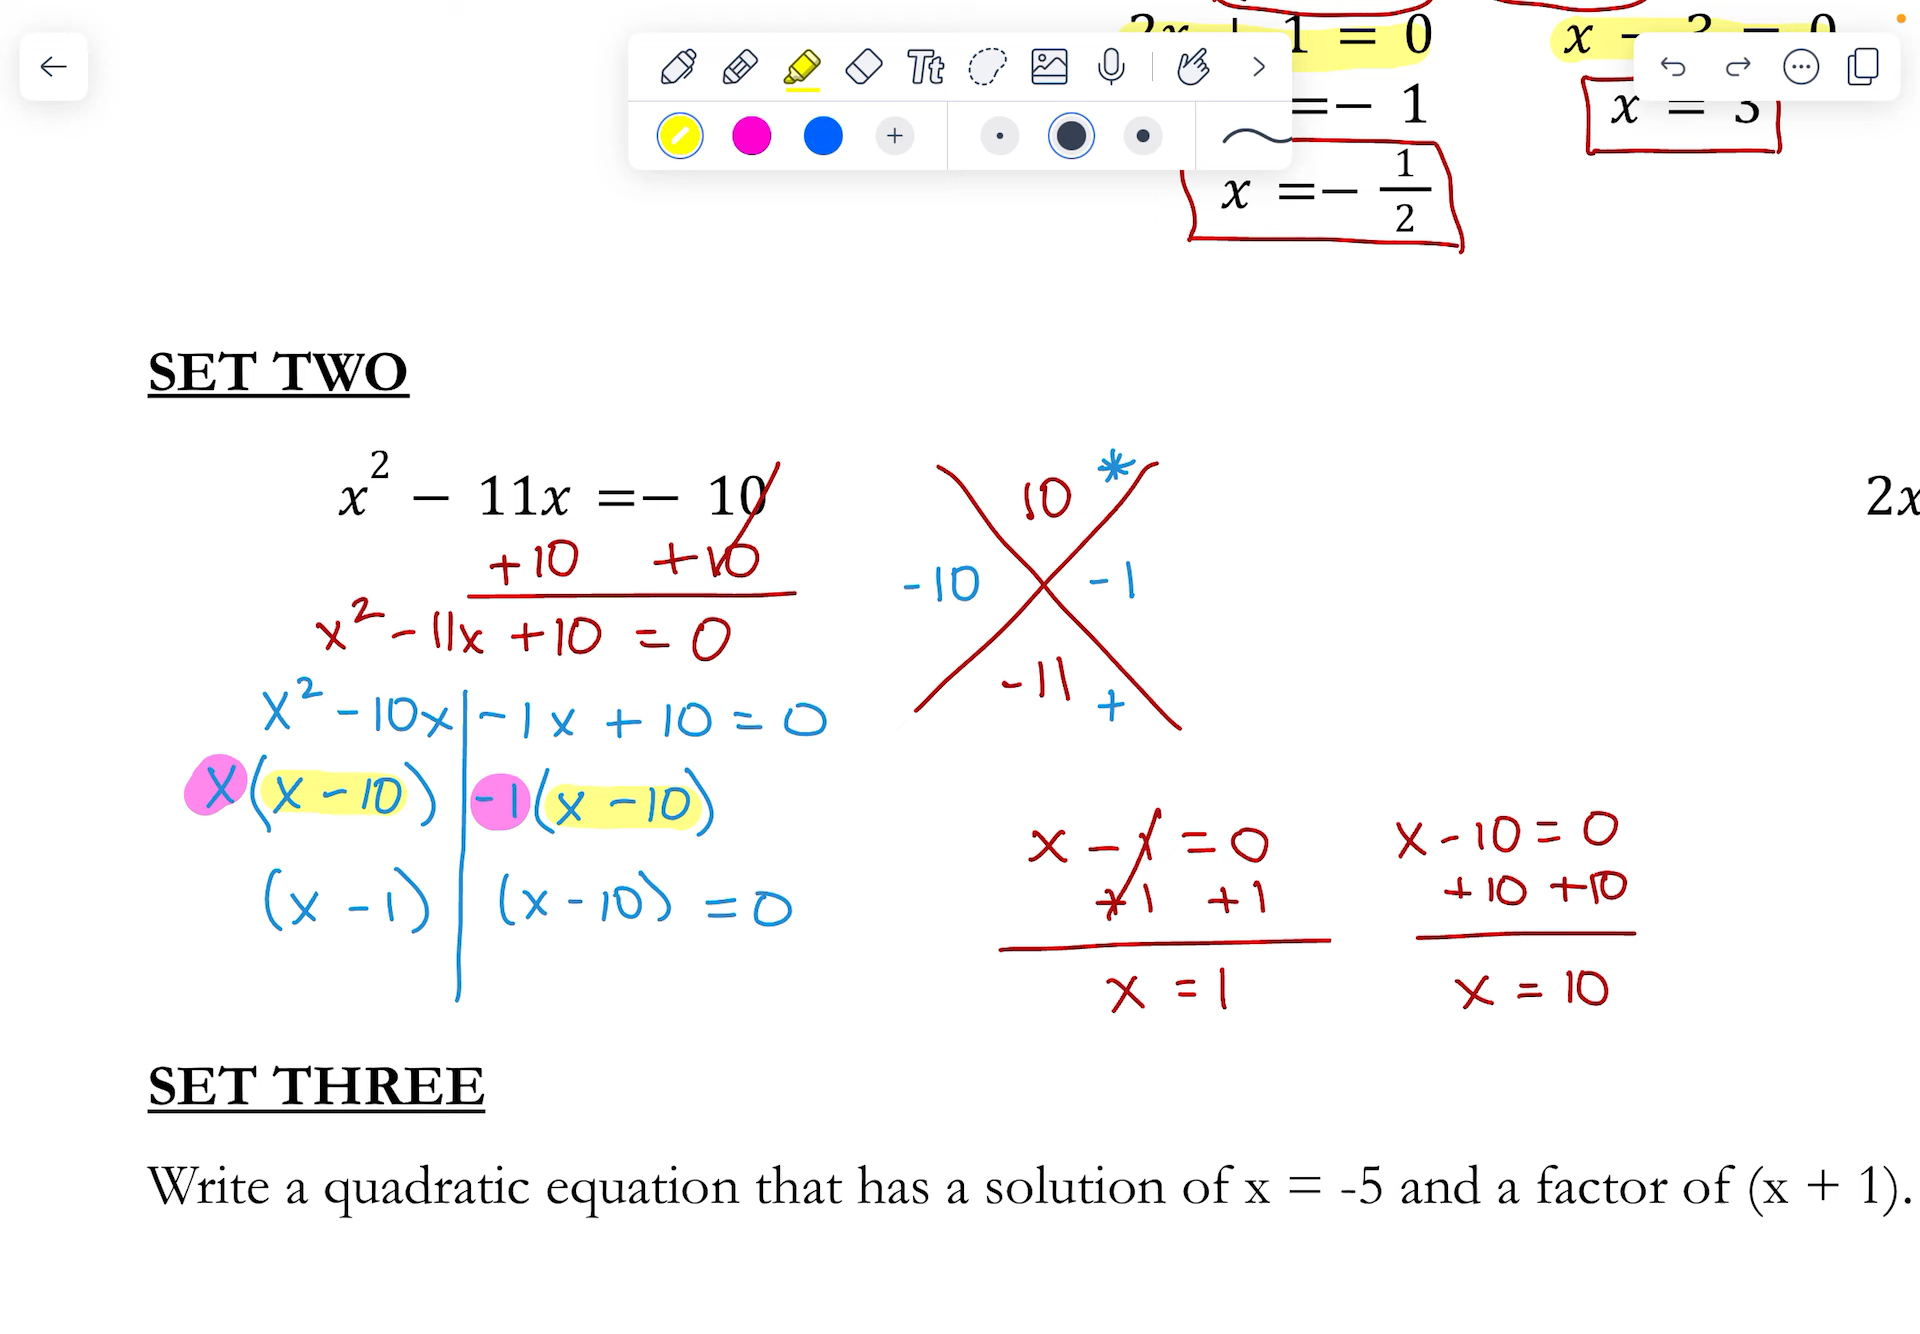 Tt
1 = 0
=− 1
x = 3
x =− 1/2
SET TWO
x² − 11x =− 10
+10 +10
x² - 11x + 10 = 0
x² - 10x - 1x + 10 = 0
x(x - 10) -1(x - 10)
(x - 1) (x - 10) = 0
10 *
-10 -1
-11 +
2x
x - 1 = 0
+1 +1
x = 1
x - 10 = 0
+10 +10
x = 10
SET THREE
Write a quadratic equation that has a solution of x = -5 and a factor of (x + 1).